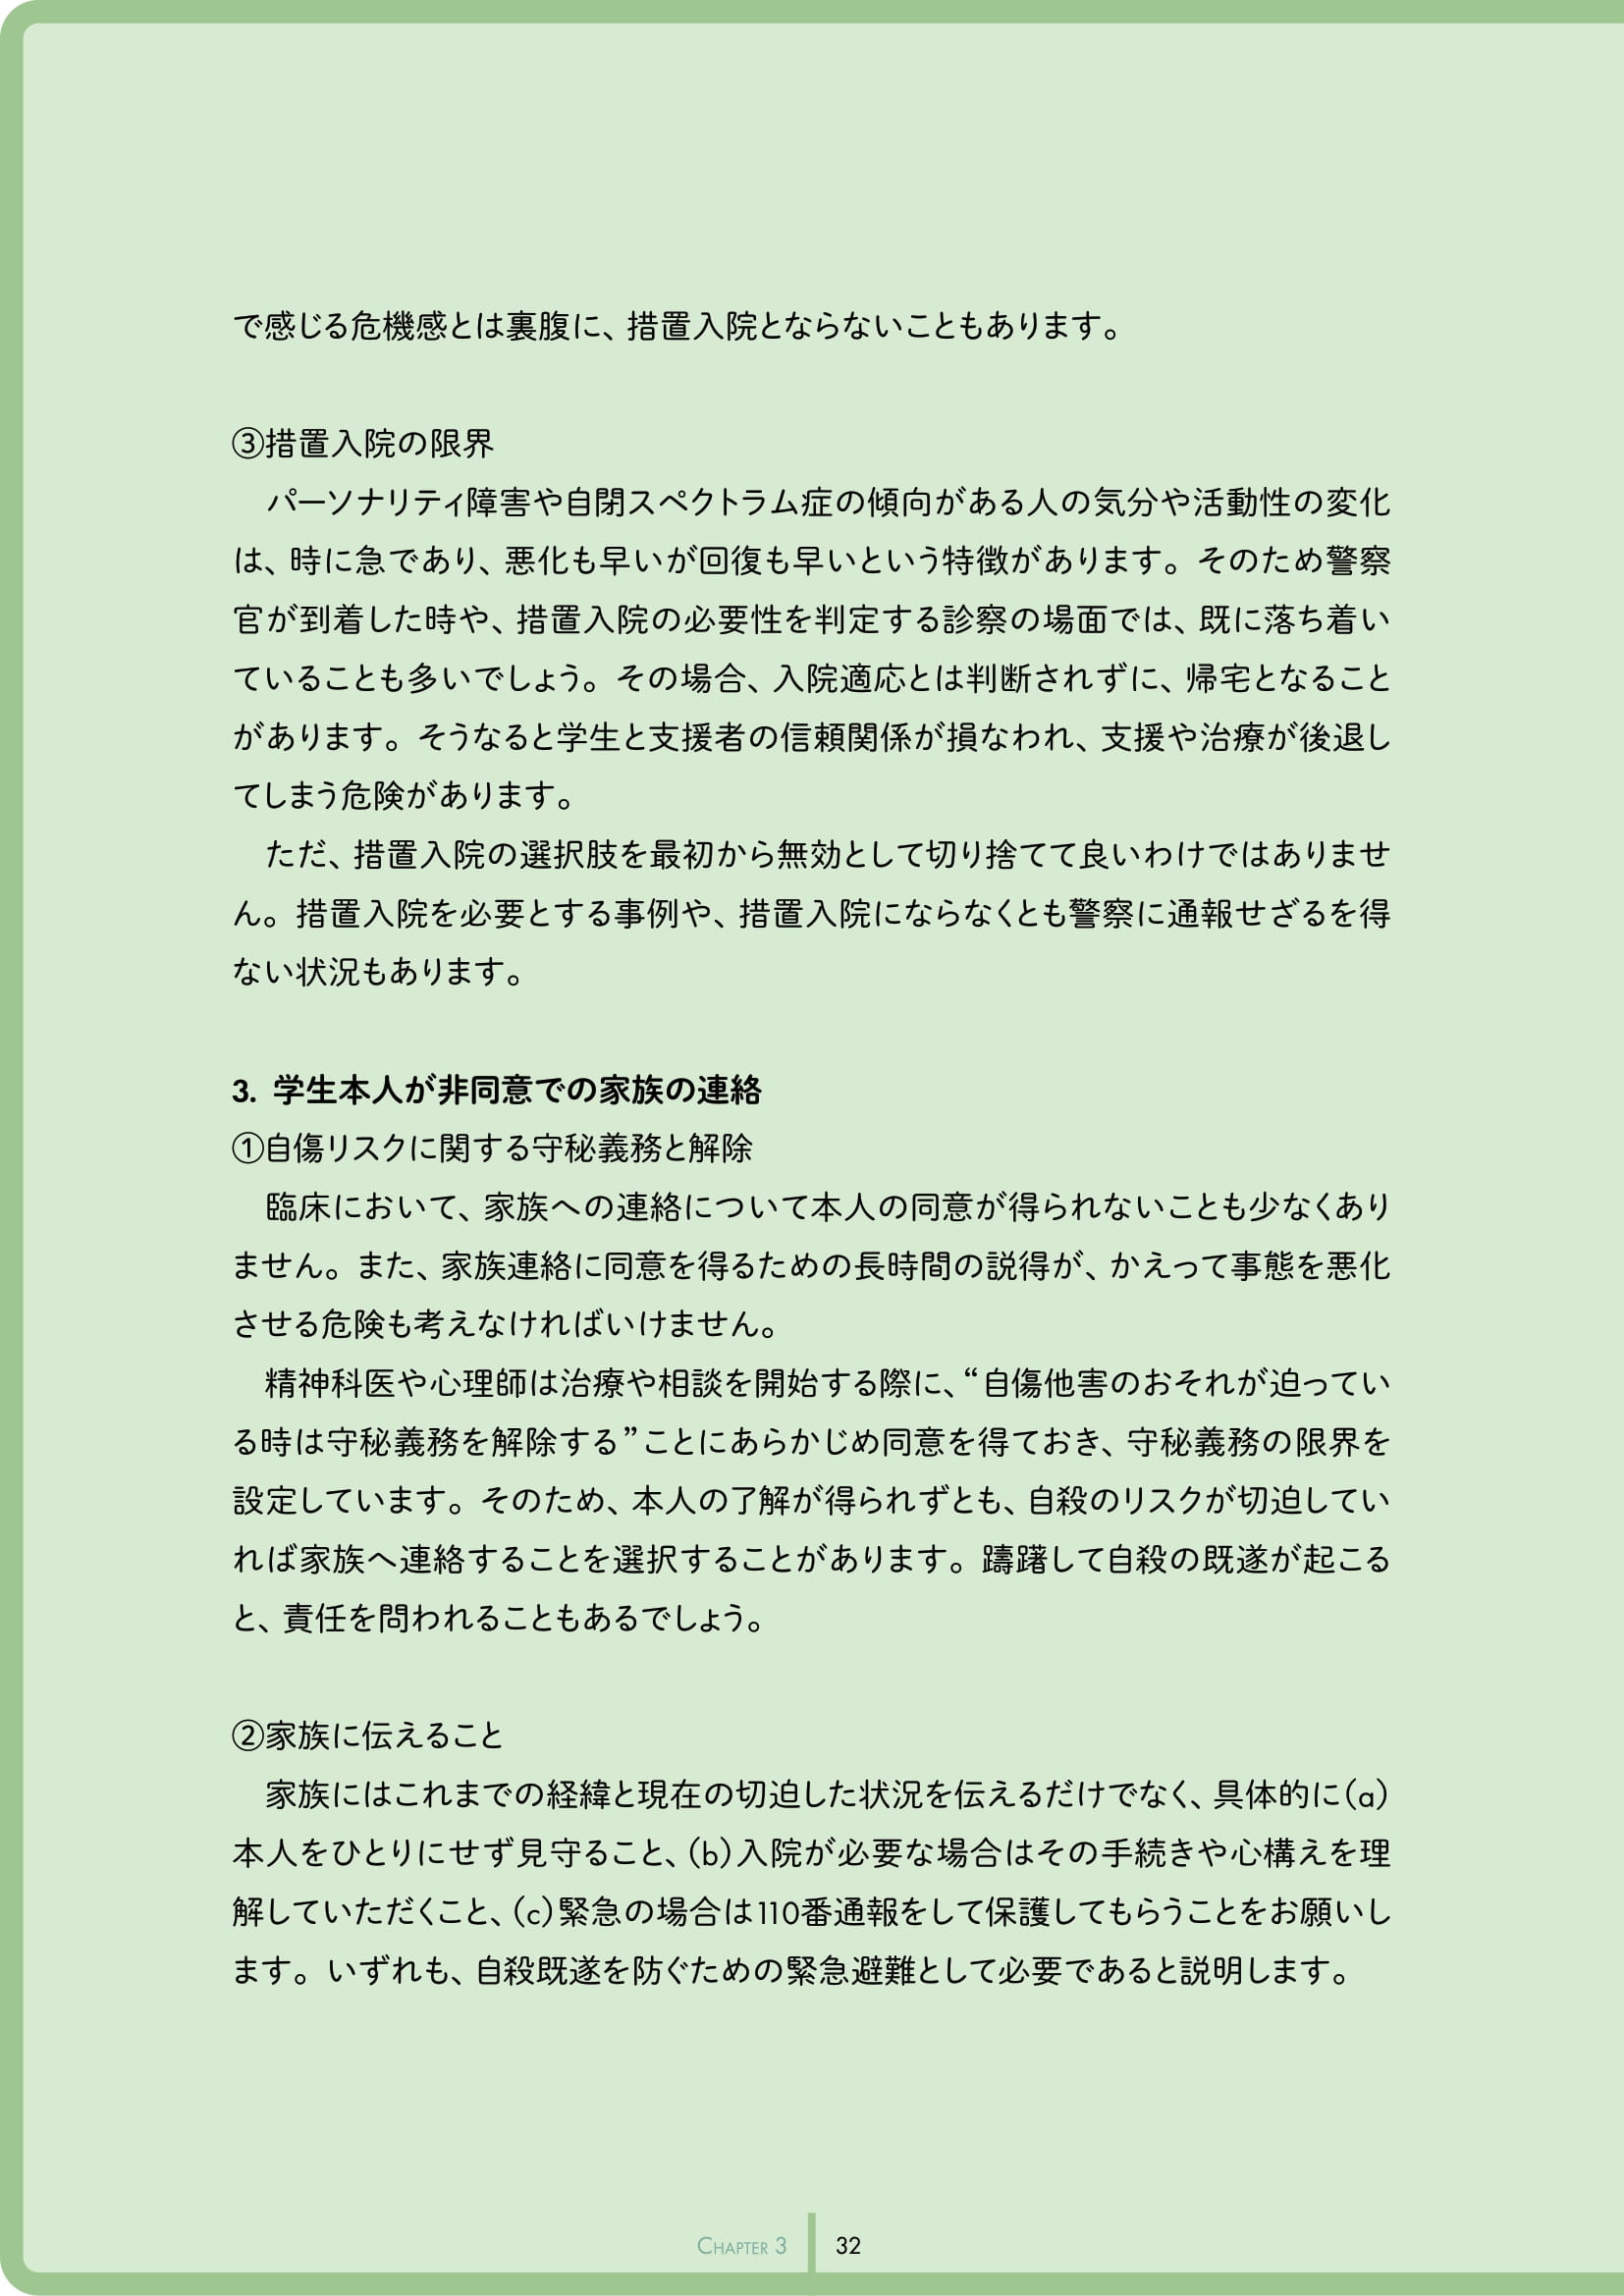 で感じる危機感とは裏腹に、措置入院とならないこともあります。
③措置入院の限界
パーソナリティ障害や自閉スペクトラム症の傾向がある人の気分や活動性の変化
は、時に急であり、悪化も早いが回復も早いという特徴があります。そのため警察
官が到着した時や、措置入院の必要性を判定する診察の場面では、既に落ち着い
ていることも多いでしょう。その場合、入院適応とは判断されずに、帰宅となること
があります。そうなると学生と支援者の信頼関係が損なわれ、支援や治療が後退し
てしまう危険があります。
ただ、措置入院の選択肢を最初から無効として切り捨てて良いわけではありませ
ん。措置入院を必要とする事例や、措置入院にならなくとも警察に通報せざるを得
ない状況もあります。
3. 学生本人が非同意での家族の連絡
①自傷リスクに関する守秘義務と解除
臨床において、家族への連絡について本人の同意が得られないことも少なくあり
ません。また、家族連絡に同意を得るための長時間の説得が、かえって事態を悪化
させる危険も考えなければいけません。
精神科医や心理師は治療や相談を開始する際に、“自傷他害のおそれが迫ってい
る時は守秘義務を解除する”ことにあらかじめ同意を得ておき、守秘義務の限界を
設定しています。そのため、本人の了解が得られずとも、自殺のリスクが切迫してい
れば家族へ連絡することを選択することがあります。躊躇して自殺の既遂が起こる
と、責任を問われることもあるでしょう。
②家族に伝えること
家族にはこれまでの経緯と現在の切迫した状況を伝えるだけでなく、具体的に（a）
本人をひとりにせず見守ること、（b）入院が必要な場合はその手続きや心構えを理
解していただくこと、（c）緊急の場合は110番通報をして保護してもらうことをお願いし
ます。いずれも、自殺既遂を防ぐための緊急避難として必要であると説明します。
Chapter 3 32